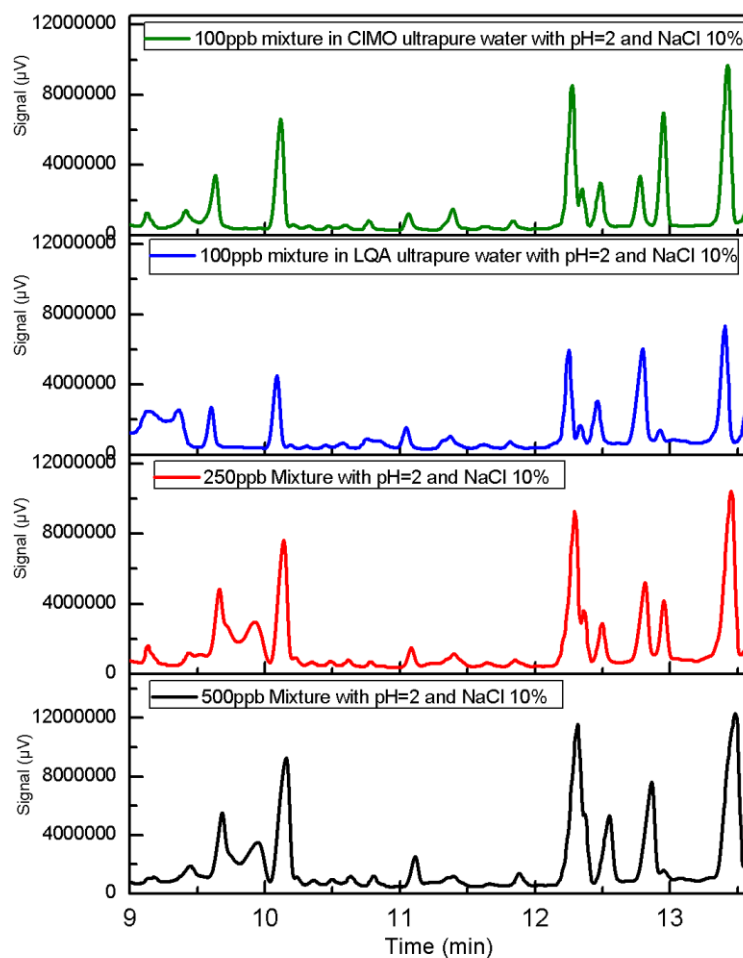 12000000
100ppb mixture in CIMO ultrapure water with pH=2 and NaCl 10%
8000000
Signal (µV)
4000000
0
12000000
100ppb mixture in LQA ultrapure water with pH=2 and NaCl 10%
8000000
Signal (µV)
4000000
0
12000000
250ppb Mixture with pH=2 and NaCl 10%
8000000
Signal (µV)
4000000
0
500ppb Mixture with pH=2 and NaCl 10%
12000000
8000000
Signal (µV)
4000000
0
9 10 11 12 13
Time (min)